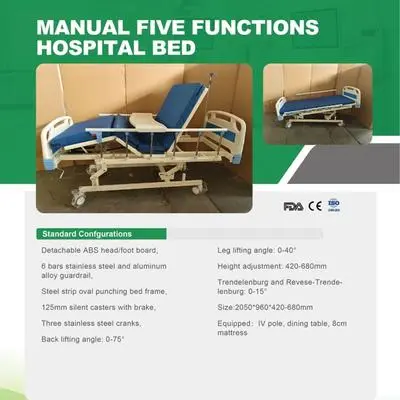 MANUAL FIVE FUNCTIONS
HOSPITAL BED
FDA CE ISO
Standard Confgurations
Detachable ABS head/foot board,
6 bars stainless steel and aluminum
alloy guardrail,
Steel strip oval punching bed frame,
125mm silent casters with brake,
Three stainless steel cranks,
Back lifting angle: 0-75°
Leg lifting angle: 0-40°
Height adjustment: 420-680mm
Trendelenburg and Revese-Trende-
lenburg: 0-15°
Size:2050*960*420-680mm
Equipped: IV pole, dining table, 8cm
mattress